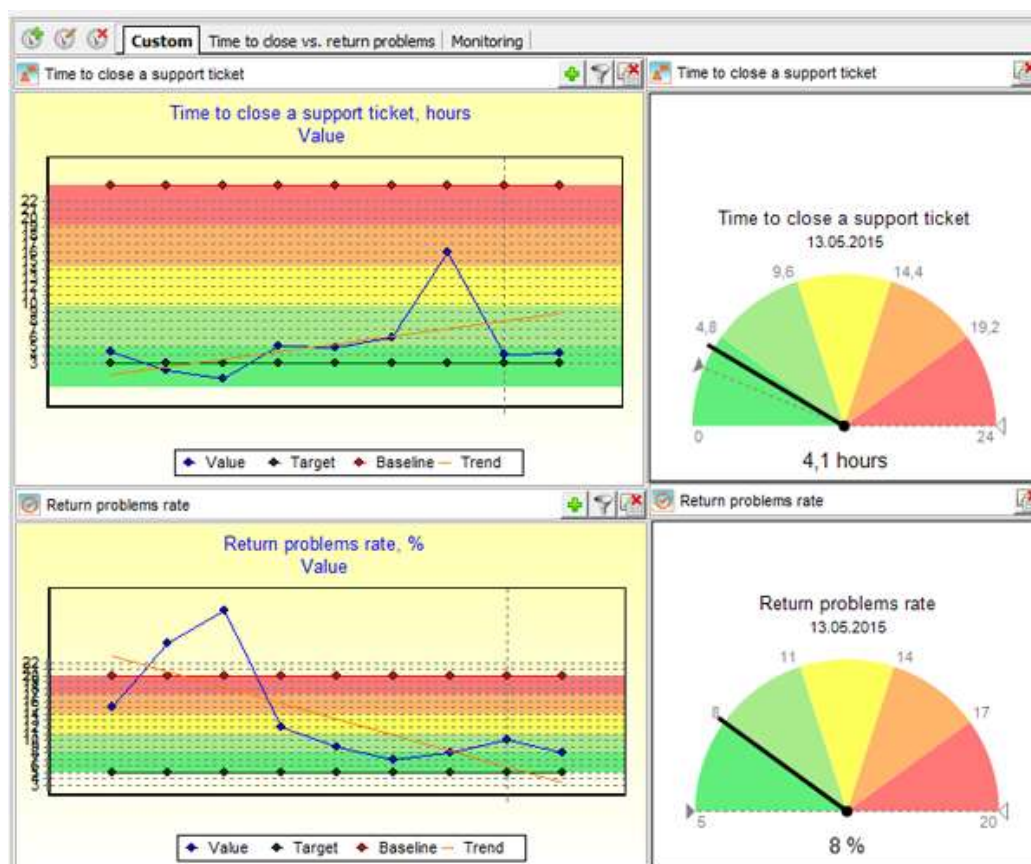 Custom Time to close vs. return problems Monitoring
Time to close a support ticket
Time to close a support ticket, hours
Value
22
Value Target Baseline Trend
Time to close a support ticket
Time to close a support ticket
13.05.2015
9,6 14,4
4,8 19,2
0 24
4,1 hours
Return problems rate
Return problems rate, %
Value
22
Value Target Baseline Trend
Return problems rate
Return problems rate
13.05.2015
11 14
8 17
5 20
8 %